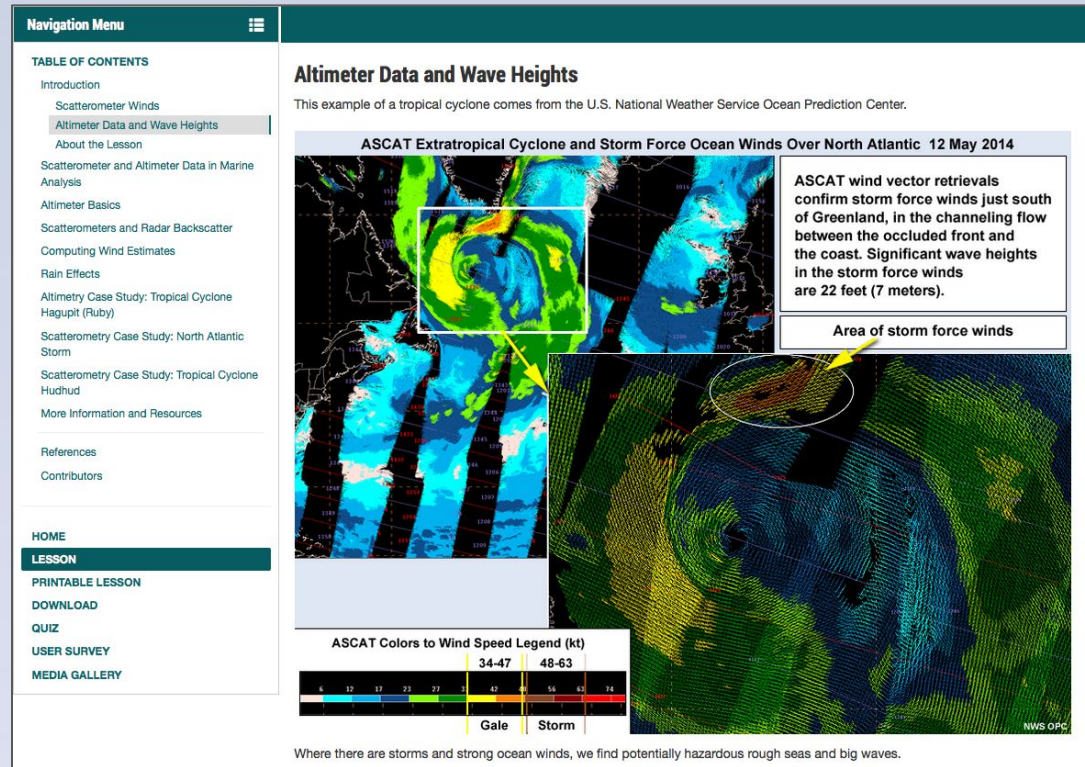 Navigation Menu
TABLE OF CONTENTS
Introduction
Scatterometer Winds
Altimeter Data and Wave Heights
About the Lesson
Scatterometer and Altimeter Data in Marine
Analysis
Altimeter Basics
Scatterometers and Radar Backscatter
Computing Wind Estimates
Rain Effects
Altimetry Case Study: Tropical Cyclone
Hagupit (Ruby)
Scatterometry Case Study: North Atlantic
Storm
Scatterometry Case Study: Tropical Cyclone
Hudhud
More Information and Resources
References
Contributors
HOME
LESSON
PRINTABLE LESSON
DOWNLOAD
QUIZ
USER SURVEY
MEDIA GALLERY
Altimeter Data and Wave Heights
This example of a tropical cyclone comes from the U.S. National Weather Service Ocean Prediction Center.
ASCAT Extratropical Cyclone and Storm Force Ocean Winds Over North Atlantic 12 May 2014
ASCAT wind vector retrievals
confirm storm force winds just south
of Greenland, in the channeling flow
between the occluded front and
the coast. Significant wave heights
in the storm force winds
are 22 feet (7 meters).
Area of storm force winds
ASCAT Colors to Wind Speed Legend (kt)
34-47 48-63
6 12 17 23 27 42 56 63 74
Gale Storm
NWS OPC
Where there are storms and strong ocean winds, we find potentially hazardous rough seas and big waves.